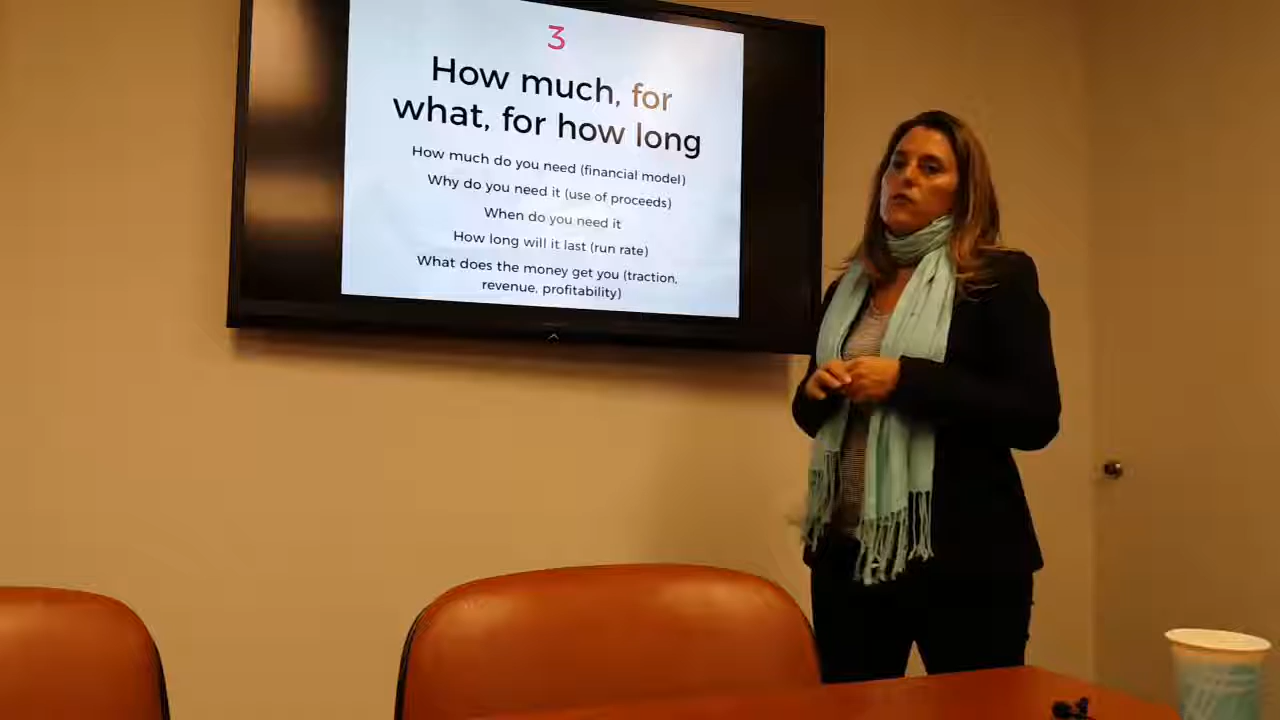 3
How much, for
what, for how long
How much do you need (financial model)
Why do you need it (use of proceeds)
When do you need it
How long will it last (run rate)
What does the money get you (traction,
revenue, profitability)